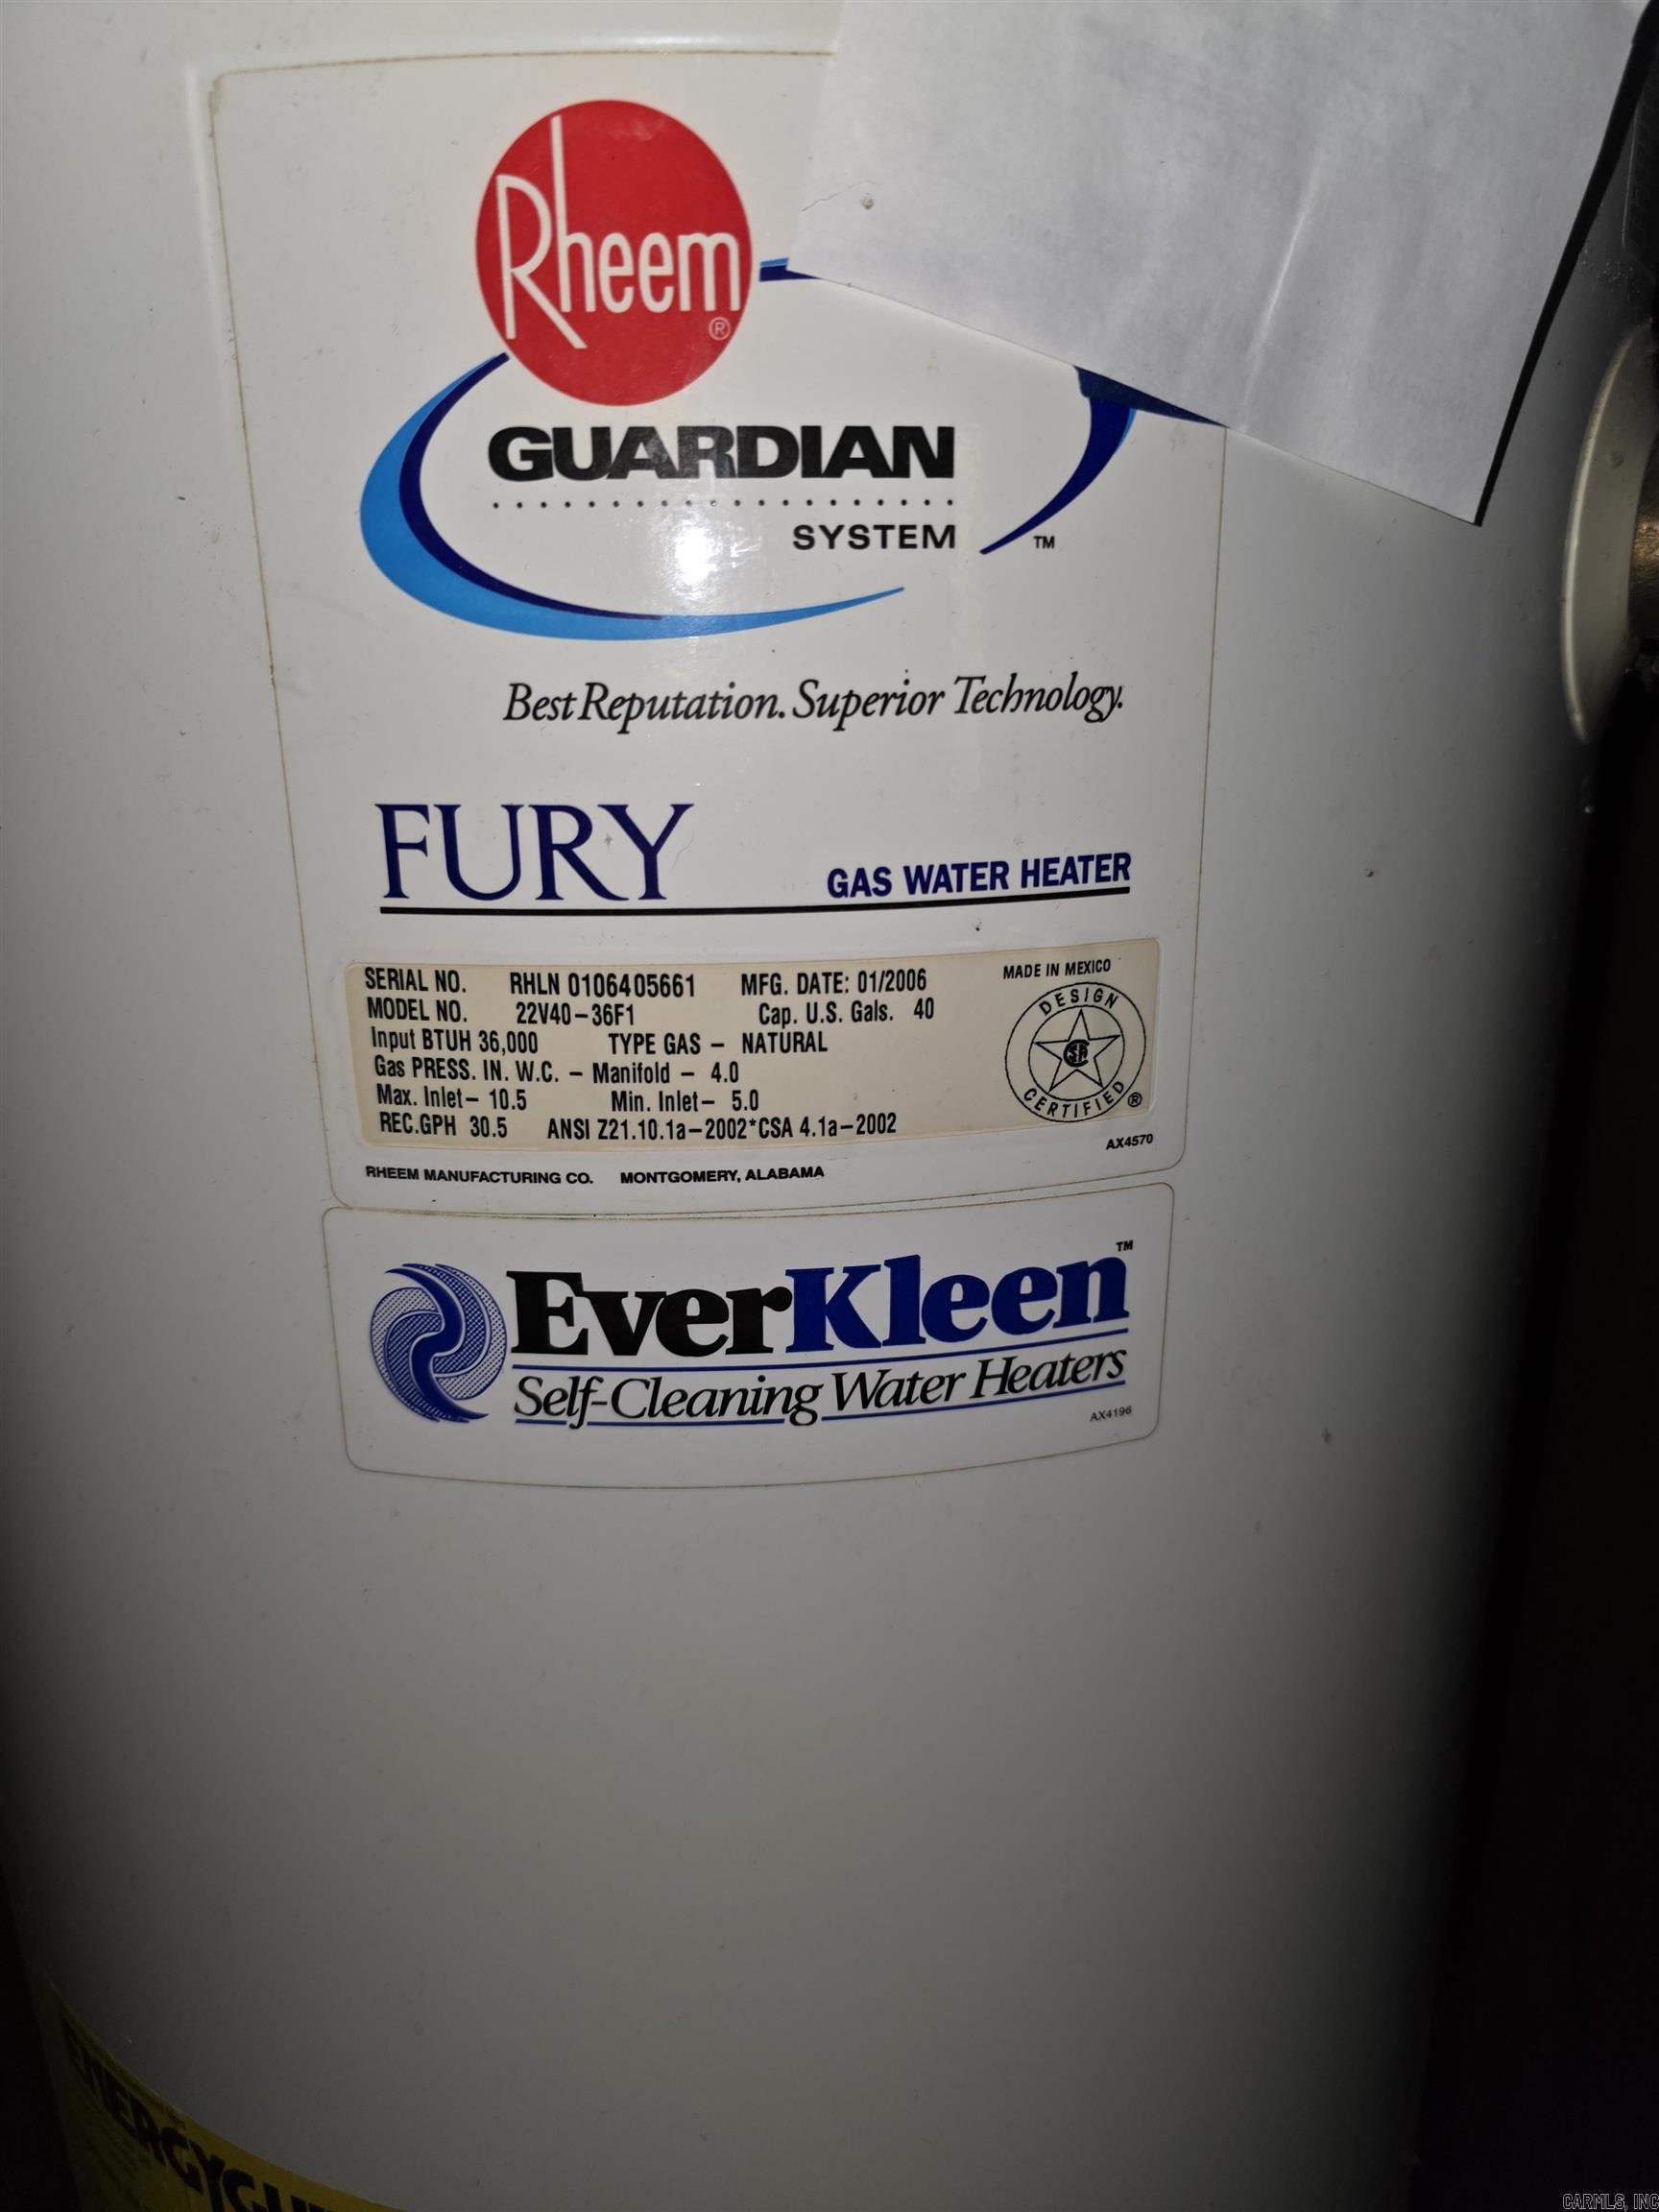 Rheem®
GUARDIAN
SYSTEM ™
Best Reputation. Superior Technology.
FURY GAS WATER HEATER
SERIAL NO. RHLN 0106405661 MFG. DATE: 01/2006
MODEL NO. 22V40-36F1 Cap. U.S. Gals. 40
Input BTUH 36,000 TYPE GAS - NATURAL
Gas PRESS. IN. W.C. - Manifold - 4.0
Max. Inlet- 10.5 Min. Inlet- 5.0
REC.GPH 30.5 ANSI Z21.10.1a-2002*CSA 4.1a-2002
MADE IN MEXICO
DESIGN
CERTIFIED ®
AX4570
RHEEM MANUFACTURING CO. MONTGOMERY, ALABAMA
EverKleen™
Self-Cleaning Water Heaters
AX4196
ENERGYGUI
CARMLS, INC